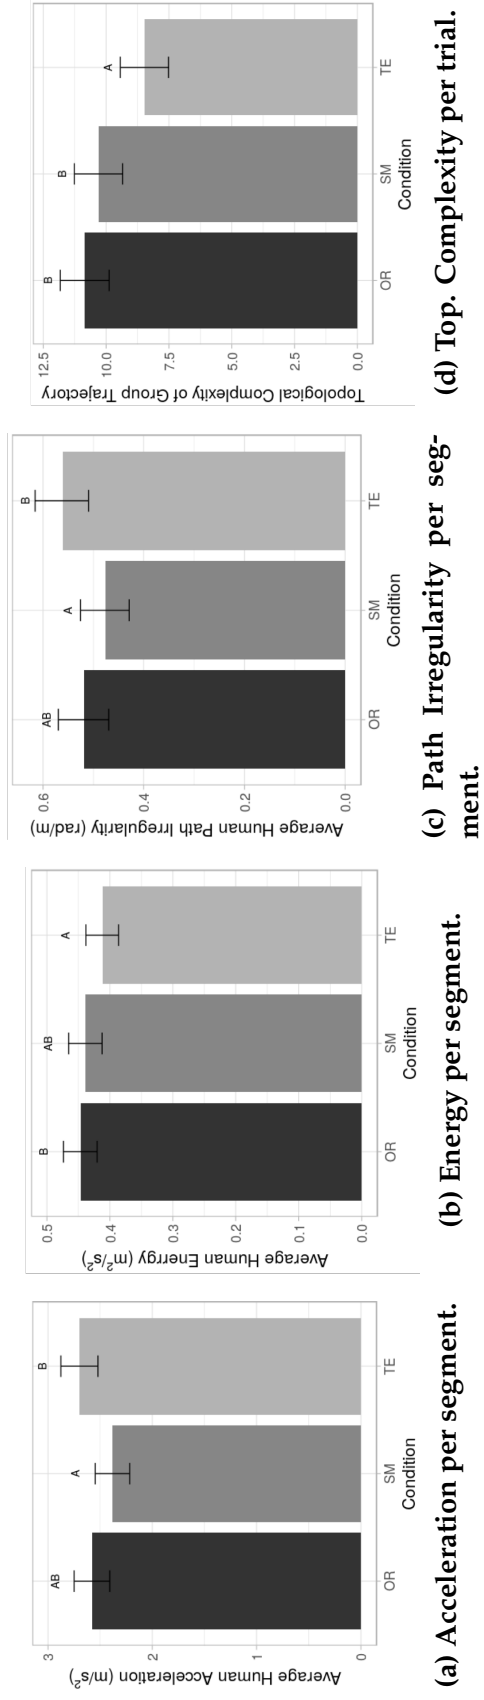 Average Human Acceleration (m/s²)
3
2
1
0
AB
A
B
OR
SM
TE
Condition
(a) Acceleration per segment.
Average Human Energy (m²/s²)
0.5
0.4
0.3
0.2
0.1
0.0
B
AB
A
OR
SM
TE
Condition
(b) Energy per segment.
Average Human Path Irregularity (rad/m)
0.6
0.4
0.2
0.0
AB
A
B
OR
SM
TE
Condition
(c) Path Irregularity per seg-
ment.
Topological Complexity of Group Trajectory
12.5
10.0
7.5
5.0
2.5
0.0
B
B
A
OR
SM
TE
Condition
(d) Top. Complexity per trial.